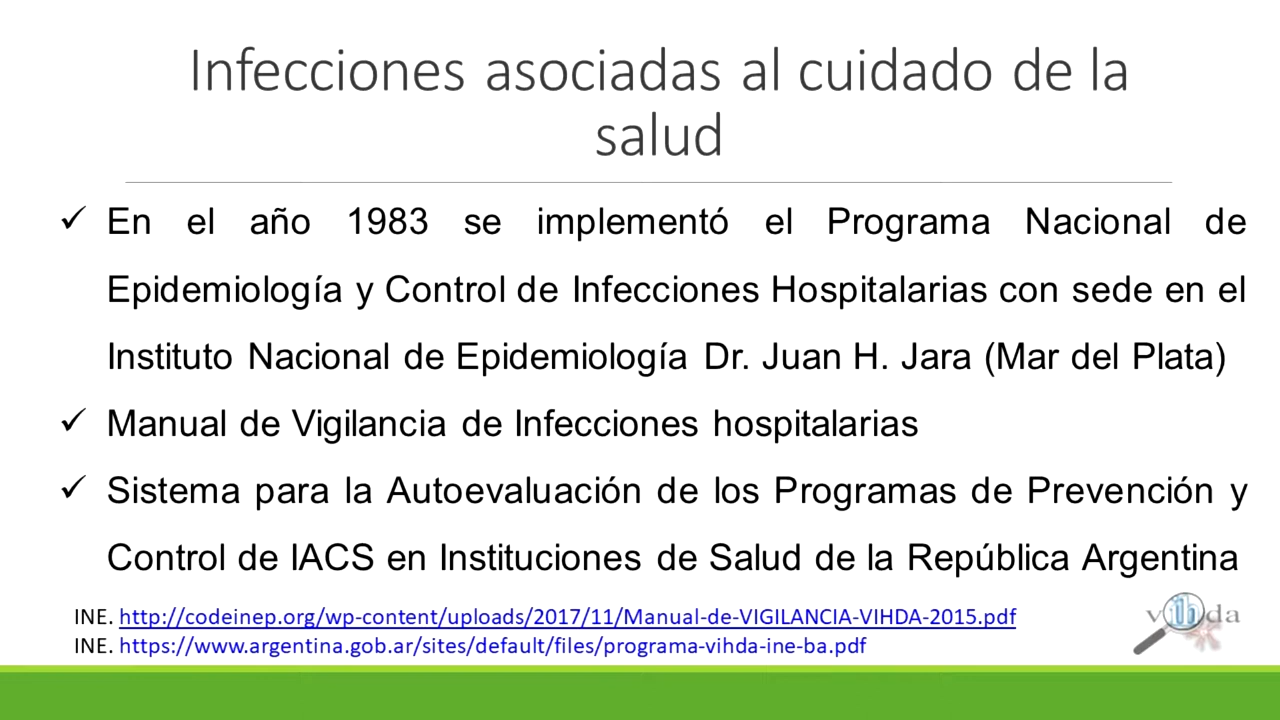 Infecciones asociadas al cuidado de la
salud
✓ En el año 1983 se implementó el Programa Nacional de
Epidemiología y Control de Infecciones Hospitalarias con sede en el
Instituto Nacional de Epidemiología Dr. Juan H. Jara (Mar del Plata)
✓ Manual de Vigilancia de Infecciones hospitalarias
✓ Sistema para la Autoevaluación de los Programas de Prevención y
Control de IACS en Instituciones de Salud de la República Argentina
INE. http://codeinep.org/wp-content/uploads/2017/11/Manual-de-VIGILANCIA-VIHDA-2015.pdf
INE. https://www.argentina.gob.ar/sites/default/files/programa-vihda-ine-ba.pdf
vihda